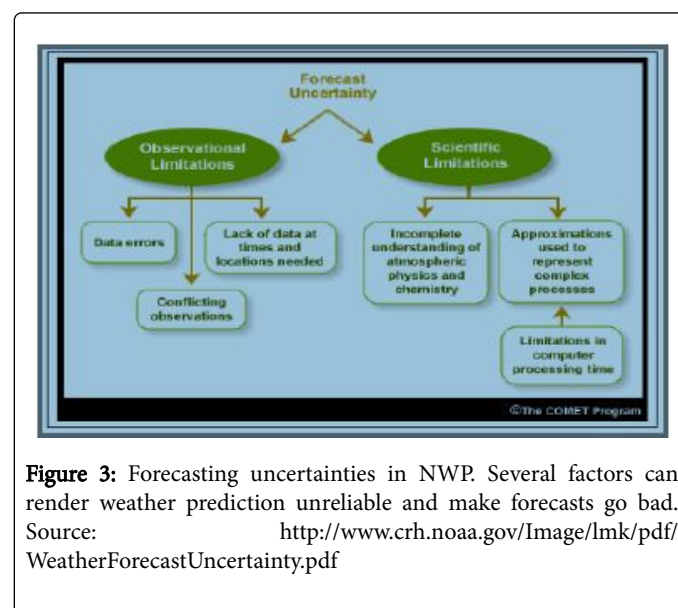 Forecast
Uncertainty
Observational
Limitations
Scientific
Limitations
Data errors
Lack of data at
times and
locations needed
Conflicting
observations
Incomplete
understanding of
atmospheric
physics and
chemistry
Approximations
used to
represent
complex
processes
Limitations in
computer
processing time
©The COMET Program
Figure 3: Forecasting uncertainties in NWP. Several factors can
render weather prediction unreliable and make forecasts go bad.
Source: http://www.crh.noaa.gov/Image/lmk/pdf/
WeatherForecastUncertainty.pdf